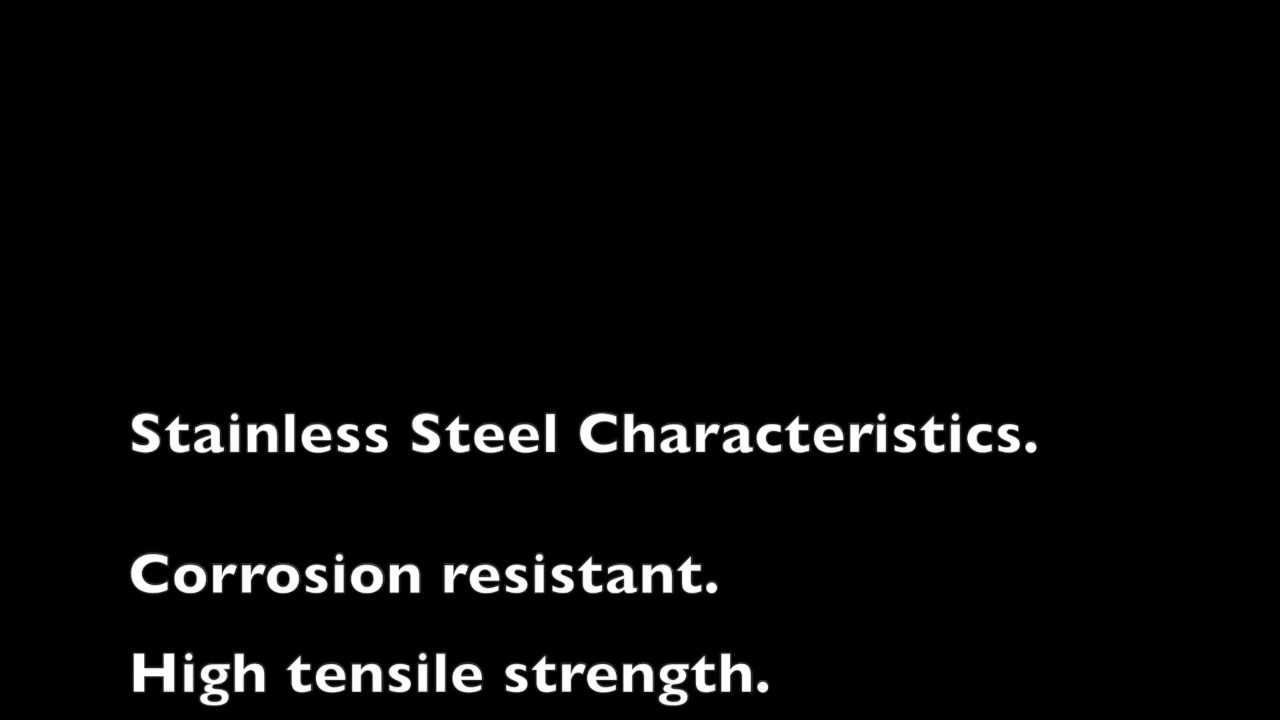 Stainless Steel Characteristics.
Corrosion resistant.
High tensile strength.